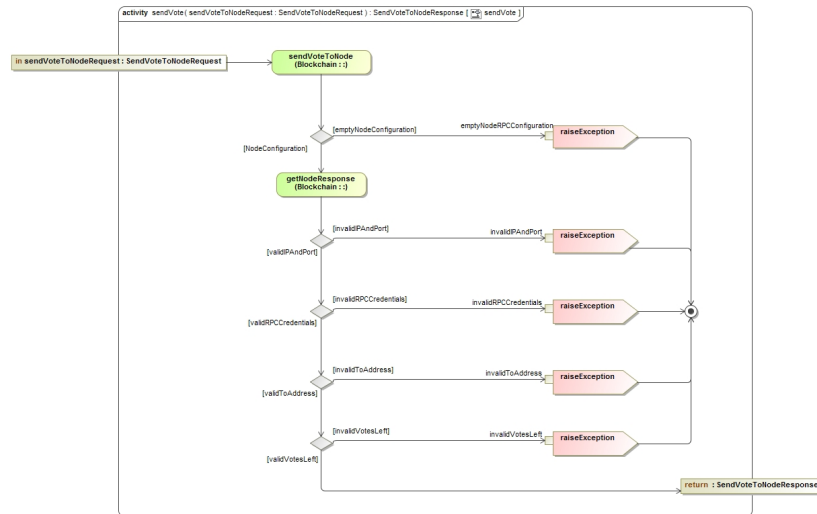 activity sendVote( sendVoteToNodeRequest : SendVoteToNodeRequest ) : SendVoteToNodeResponse [ sendVote ]
in sendVoteToNodeRequest : SendVoteToNodeRequest
sendVoteToNode
(Blockchain : :)
[emptyNodeConfiguration]
emptyNodeRPCConfiguration
raiseException
[NodeConfiguration]
getNodeResponse
(Blockchain : :)
[invalidIPAndPort]
invalidIPAndPort
raiseException
[validIPAndPort]
[invalidRPCCredentials]
invalidRPCCredentials
raiseException
[validRPCCredentials]
[invalidToAddress]
invalidToAddress
raiseException
[validToAddress]
[invalidVotesLeft]
invalidVotesLeft
raiseException
[validVotesLeft]
return : SendVoteToNodeResponse